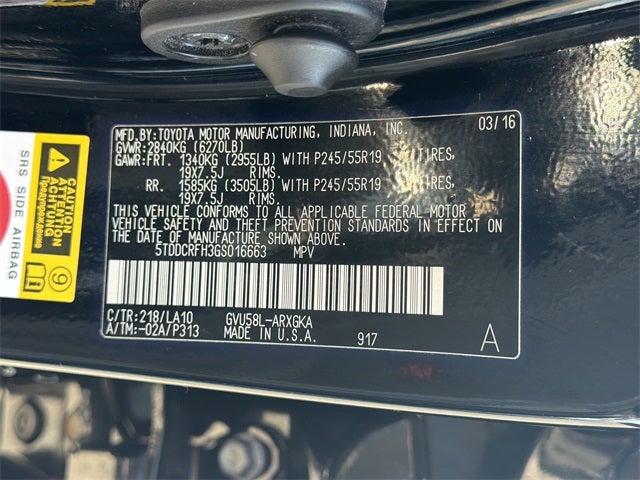 MFD.BY:TOYOTA MOTOR MANUFACTURING, INDIANA, INC. 03/16
GVWR:2840KG (6270LB)
GAWR:FRT. 1340KG (2955LB) WITH P245/55R19 TIRES,
19X7.5J RIMS.
RR. 1585KG (3505LB) WITH P245/55R19 TIRES,
19X7.5J RIMS.
THIS VEHICLE CONFORMS TO ALL APPLICABLE FEDERAL MOTOR
VEHICLE SAFETY AND THEFT PREVENTION STANDARDS IN EFFECT ON
THE DATE OF MANUFACTURE SHOWN ABOVE.
5TDDCRFH3GS016663 MPV
C/TR:218/LA10 GVU58L-ARXGKA
A/TM:-02A/P313 MADE IN U.S.A. 917 A
SRS SIDE AIRBAG
CAUTION
ATTENTION
ACHTUNG
Предупреждение
9